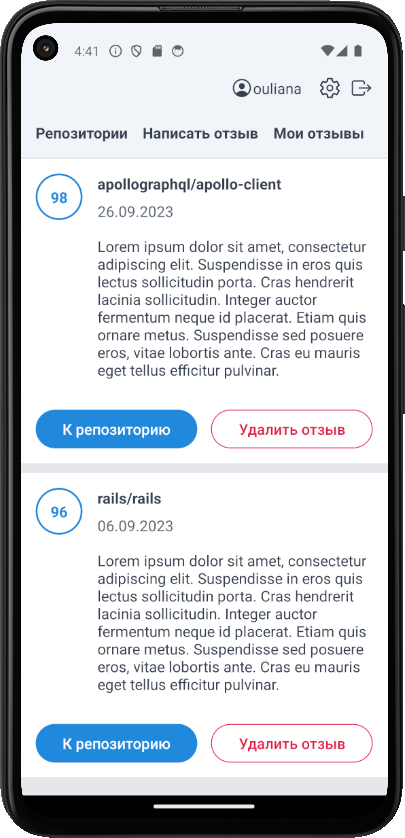 4:41
ouliana
Репозитории Написать отзыв Мои отзывы
98
apollographql/apollo-client
26.09.2023
Lorem ipsum dolor sit amet, consectetur
adipiscing elit. Suspendisse in eros quis
lectus sollicitudin porta. Cras hendrerit
lacinia sollicitudin. Integer auctor
fermentum neque id placerat. Etiam quis
ornare metus. Suspendisse sed posuere
eros, vitae lobortis ante. Cras eu mauris
eget tellus efficitur pulvinar.
К репозиторию Удалить отзыв
96
rails/rails
06.09.2023
Lorem ipsum dolor sit amet, consectetur
adipiscing elit. Suspendisse in eros quis
lectus sollicitudin porta. Cras hendrerit
lacinia sollicitudin. Integer auctor
fermentum neque id placerat. Etiam quis
ornare metus. Suspendisse sed posuere
eros, vitae lobortis ante. Cras eu mauris
eget tellus efficitur pulvinar.
К репозиторию Удалить отзыв